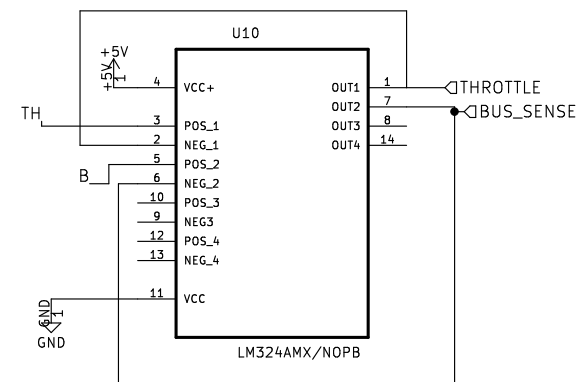 U10
+5V
+5V
1
4 VCC+ OUT1 1 THROTTLE
OUT2 7 BUS_SENSE
TH 3 POS_1 OUT3 8
2 NEG_1 OUT4 14
5 POS_2
B 6 NEG_2
10 POS_3
9 NEG3
12 POS_4
13 NEG_4
11 VCC
GND
1
GND
LM324AMX/NOPB